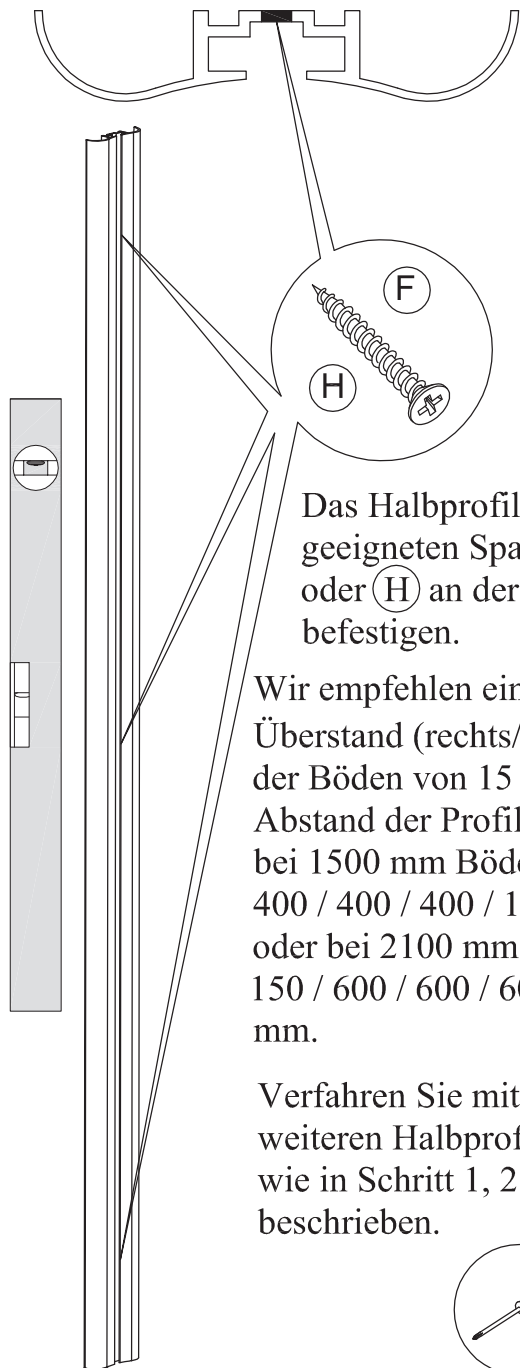 F
H
Das Halbprofil
geeigneten Spa
oder H an der
befestigen.
Wir empfehlen ein
Überstand (rechts/
der Böden von 15
Abstand der Profil
bei 1500 mm Böde
400 / 400 / 400 / 1
oder bei 2100 mm
150 / 600 / 600 / 60
mm.
Verfahren Sie mit
weiteren Halbprof
wie in Schritt 1, 2
beschrieben.